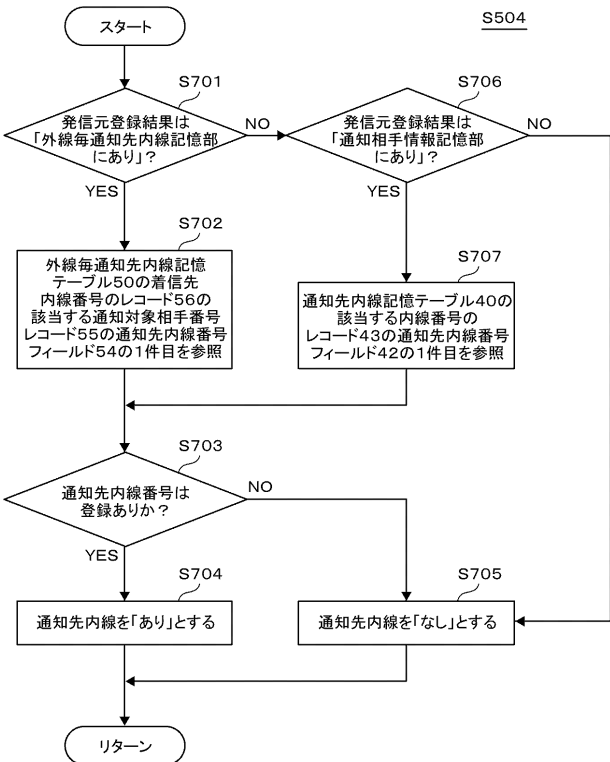 スタート
S504
S701
発信元登録結果は
「外線毎通知先内線記憶部
にあり」?
NO
YES
S706
発信元登録結果は
「通知相手情報記憶部
にあり」?
NO
YES
S702
外線毎通知先内線記憶
テーブル50の着信先
内線番号のレコード56の
該当する通知対象相手番号
レコード55の通知先内線番号
フィールド54の1件目を参照
S707
通知先内線記憶テーブル40の
該当する内線番号の
レコード43の通知先内線番号
フィールド42の1件目を参照
S703
通知先内線番号は
登録ありか?
NO
YES
S704
通知先内線を「あり」とする
S705
通知先内線を「なし」とする
リターン